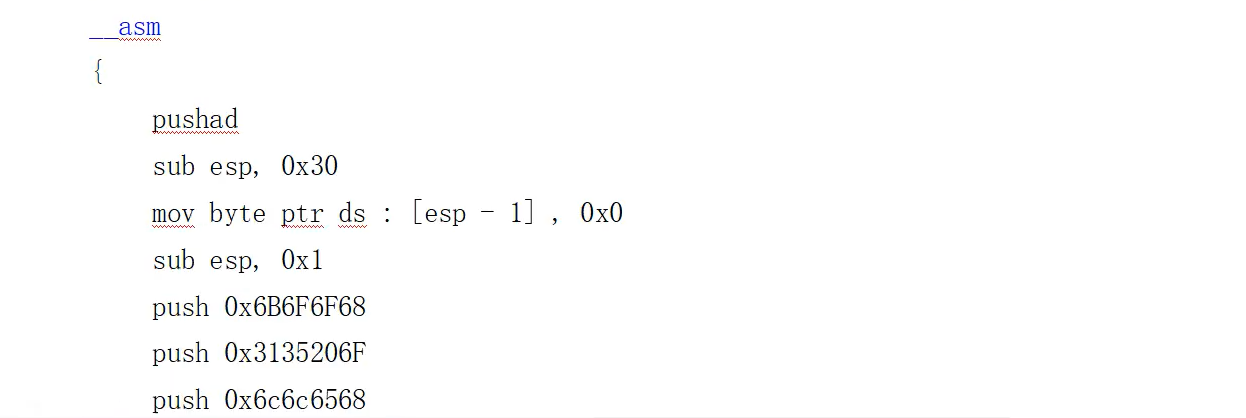 __asm
{
pushad
sub esp, 0x30
mov byte ptr ds : [esp - 1] , 0x0
sub esp, 0x1
push 0x6B6F6F68
push 0x3135206F
push 0x6c6c6568